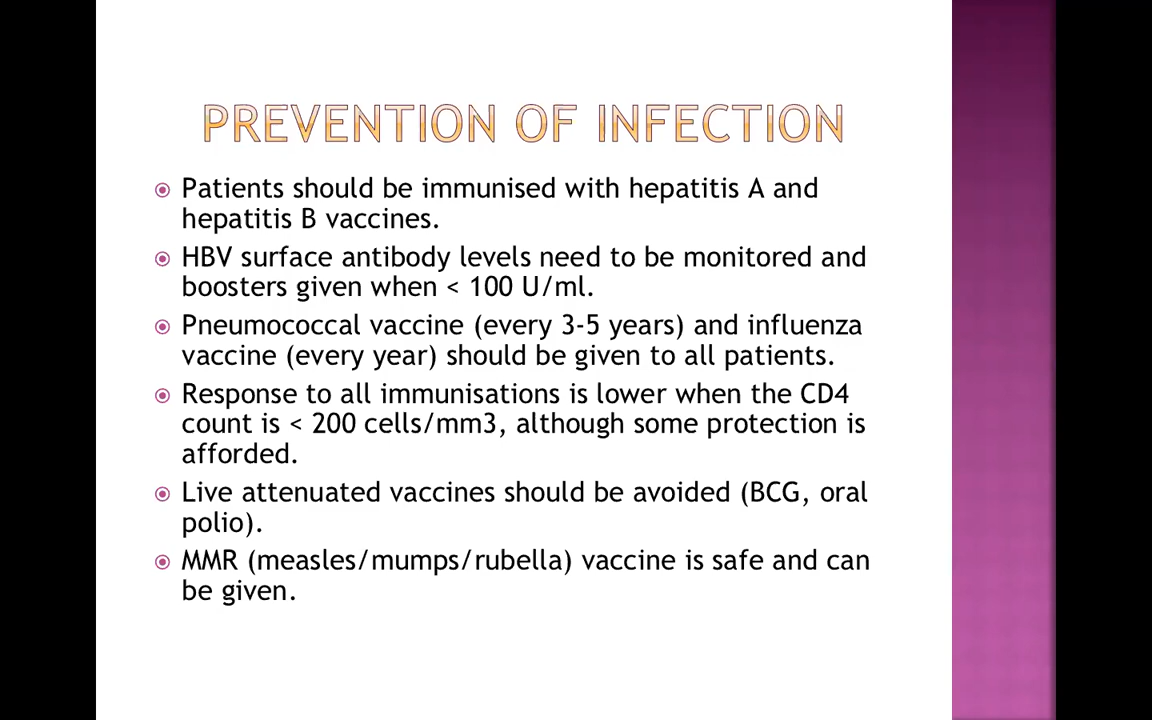 PREVENTION OF INFECTION
Patients should be immunised with hepatitis A and
hepatitis B vaccines.
HBV surface antibody levels need to be monitored and
boosters given when < 100 U/ml.
Pneumococcal vaccine (every 3-5 years) and influenza
vaccine (every year) should be given to all patients.
Response to all immunisations is lower when the CD4
count is < 200 cells/mm3, although some protection is
afforded.
Live attenuated vaccines should be avoided (BCG, oral
polio).
MMR (measles/mumps/rubella) vaccine is safe and can
be given.